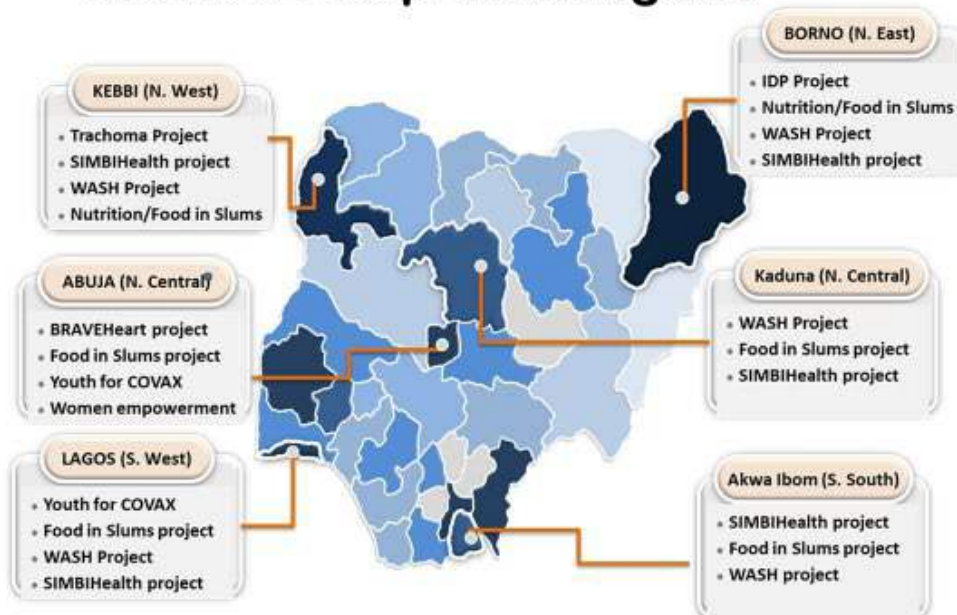 BORNO (N. East)
• IDP Project
• Nutrition/Food in Slums
• WASH Project
• SIMBIHealth project
KEBBI (N. West)
• Trachoma Project
• SIMBIHealth project
• WASH Project
• Nutrition/Food in Slums
ABUJA (N. Central)
• BRAVEHeart project
• Food in Slums project
• Youth for COVAX
• Women empowerment
Kaduna (N. Central)
• WASH Project
• Food in Slums project
• SIMBIHealth project
LAGOS (S. West)
• Youth for COVAX
• Food in Slums project
• WASH Project
• SIMBIHealth project
Akwa Ibom (S. South)
• SIMBIHealth project
• Food in Slums project
• WASH project